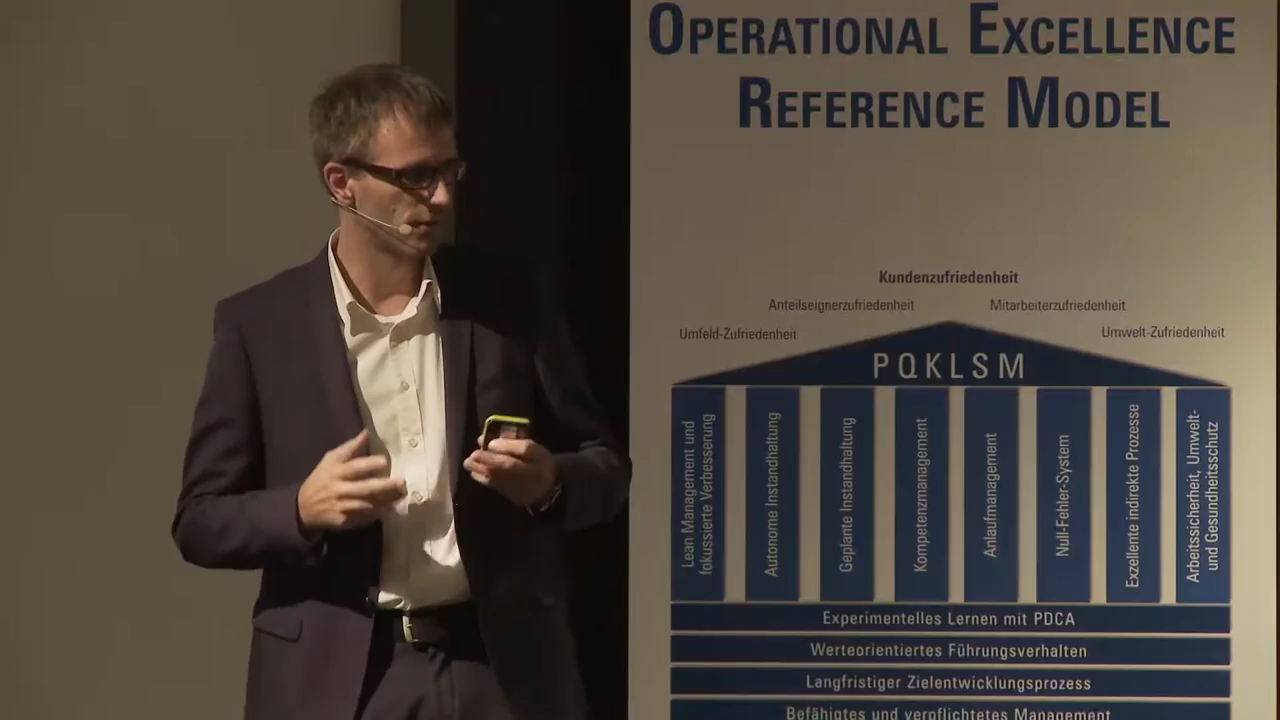 OPERATIONAL EXCELLENCE
REFERENCE MODEL
Kundenzufriedenheit
Anteilseignerzufriedenheit
Mitarbeiterzufriedenheit
Umfeld-Zufriedenheit
Umwelt-Zufriedenheit
PQKLSM
Lean Management und
fokussierte Verbesserung
Autonome Instandhaltung
Geplante Instandhaltung
Kompetenzmanagement
Anlaufmanagement
Null-Fehler-System
Exzellente indirekte Prozesse
Arbeitssicherheit, Umwelt-
und Gesundheitsschutz
Experimentelles Lernen mit PDCA
Werteorientiertes Führungsverhalten
Langfristiger Zielentwicklungsprozess
Befähigtes und verpflichtetes Management